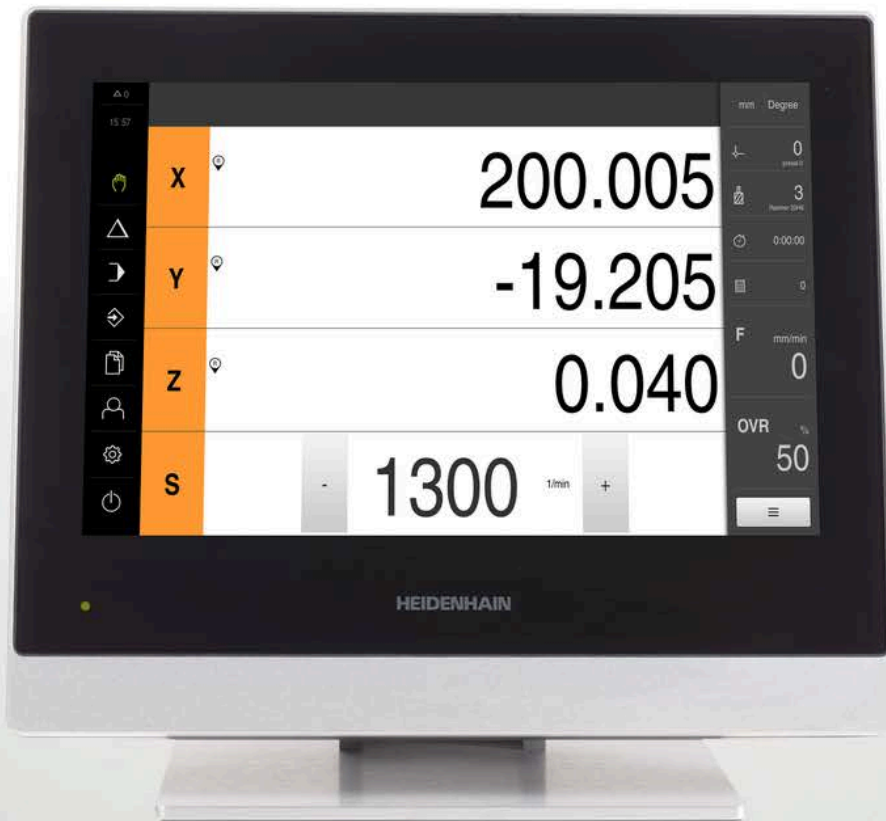 0
15:57
X
R
200.005
Y
R
-19.205
Z
R
0.040
S
-
1300
1/min
+
mm Degree
0
3
0:00:00
0
F
mm/min
0
OVR
%
50
HEIDENHAIN